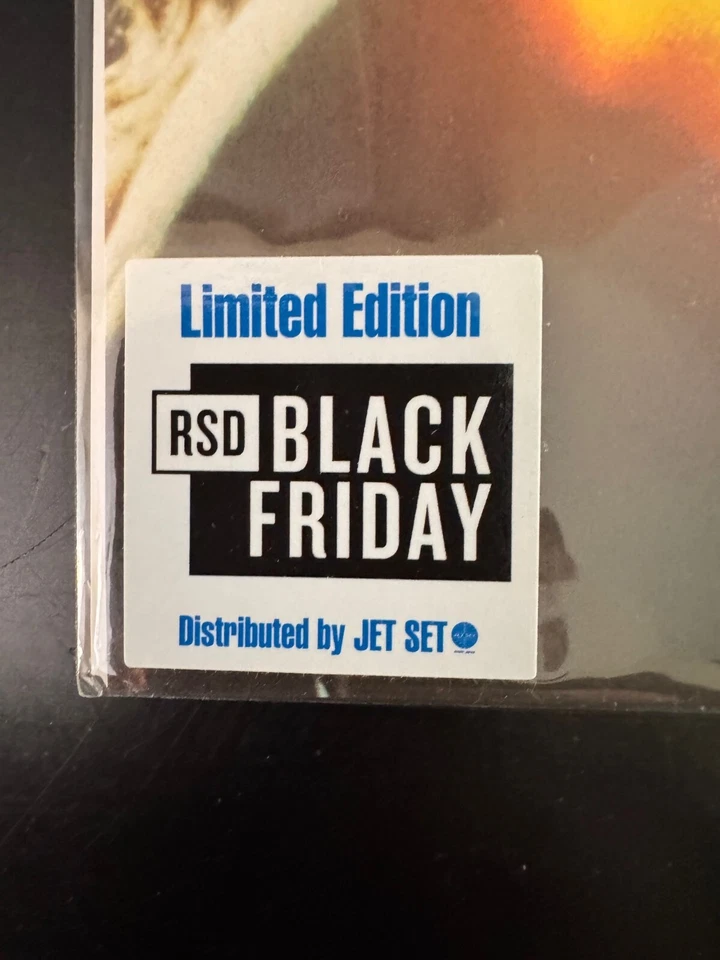 Limited Edition
RSD BLACK
FRIDAY
Distributed by JET SET